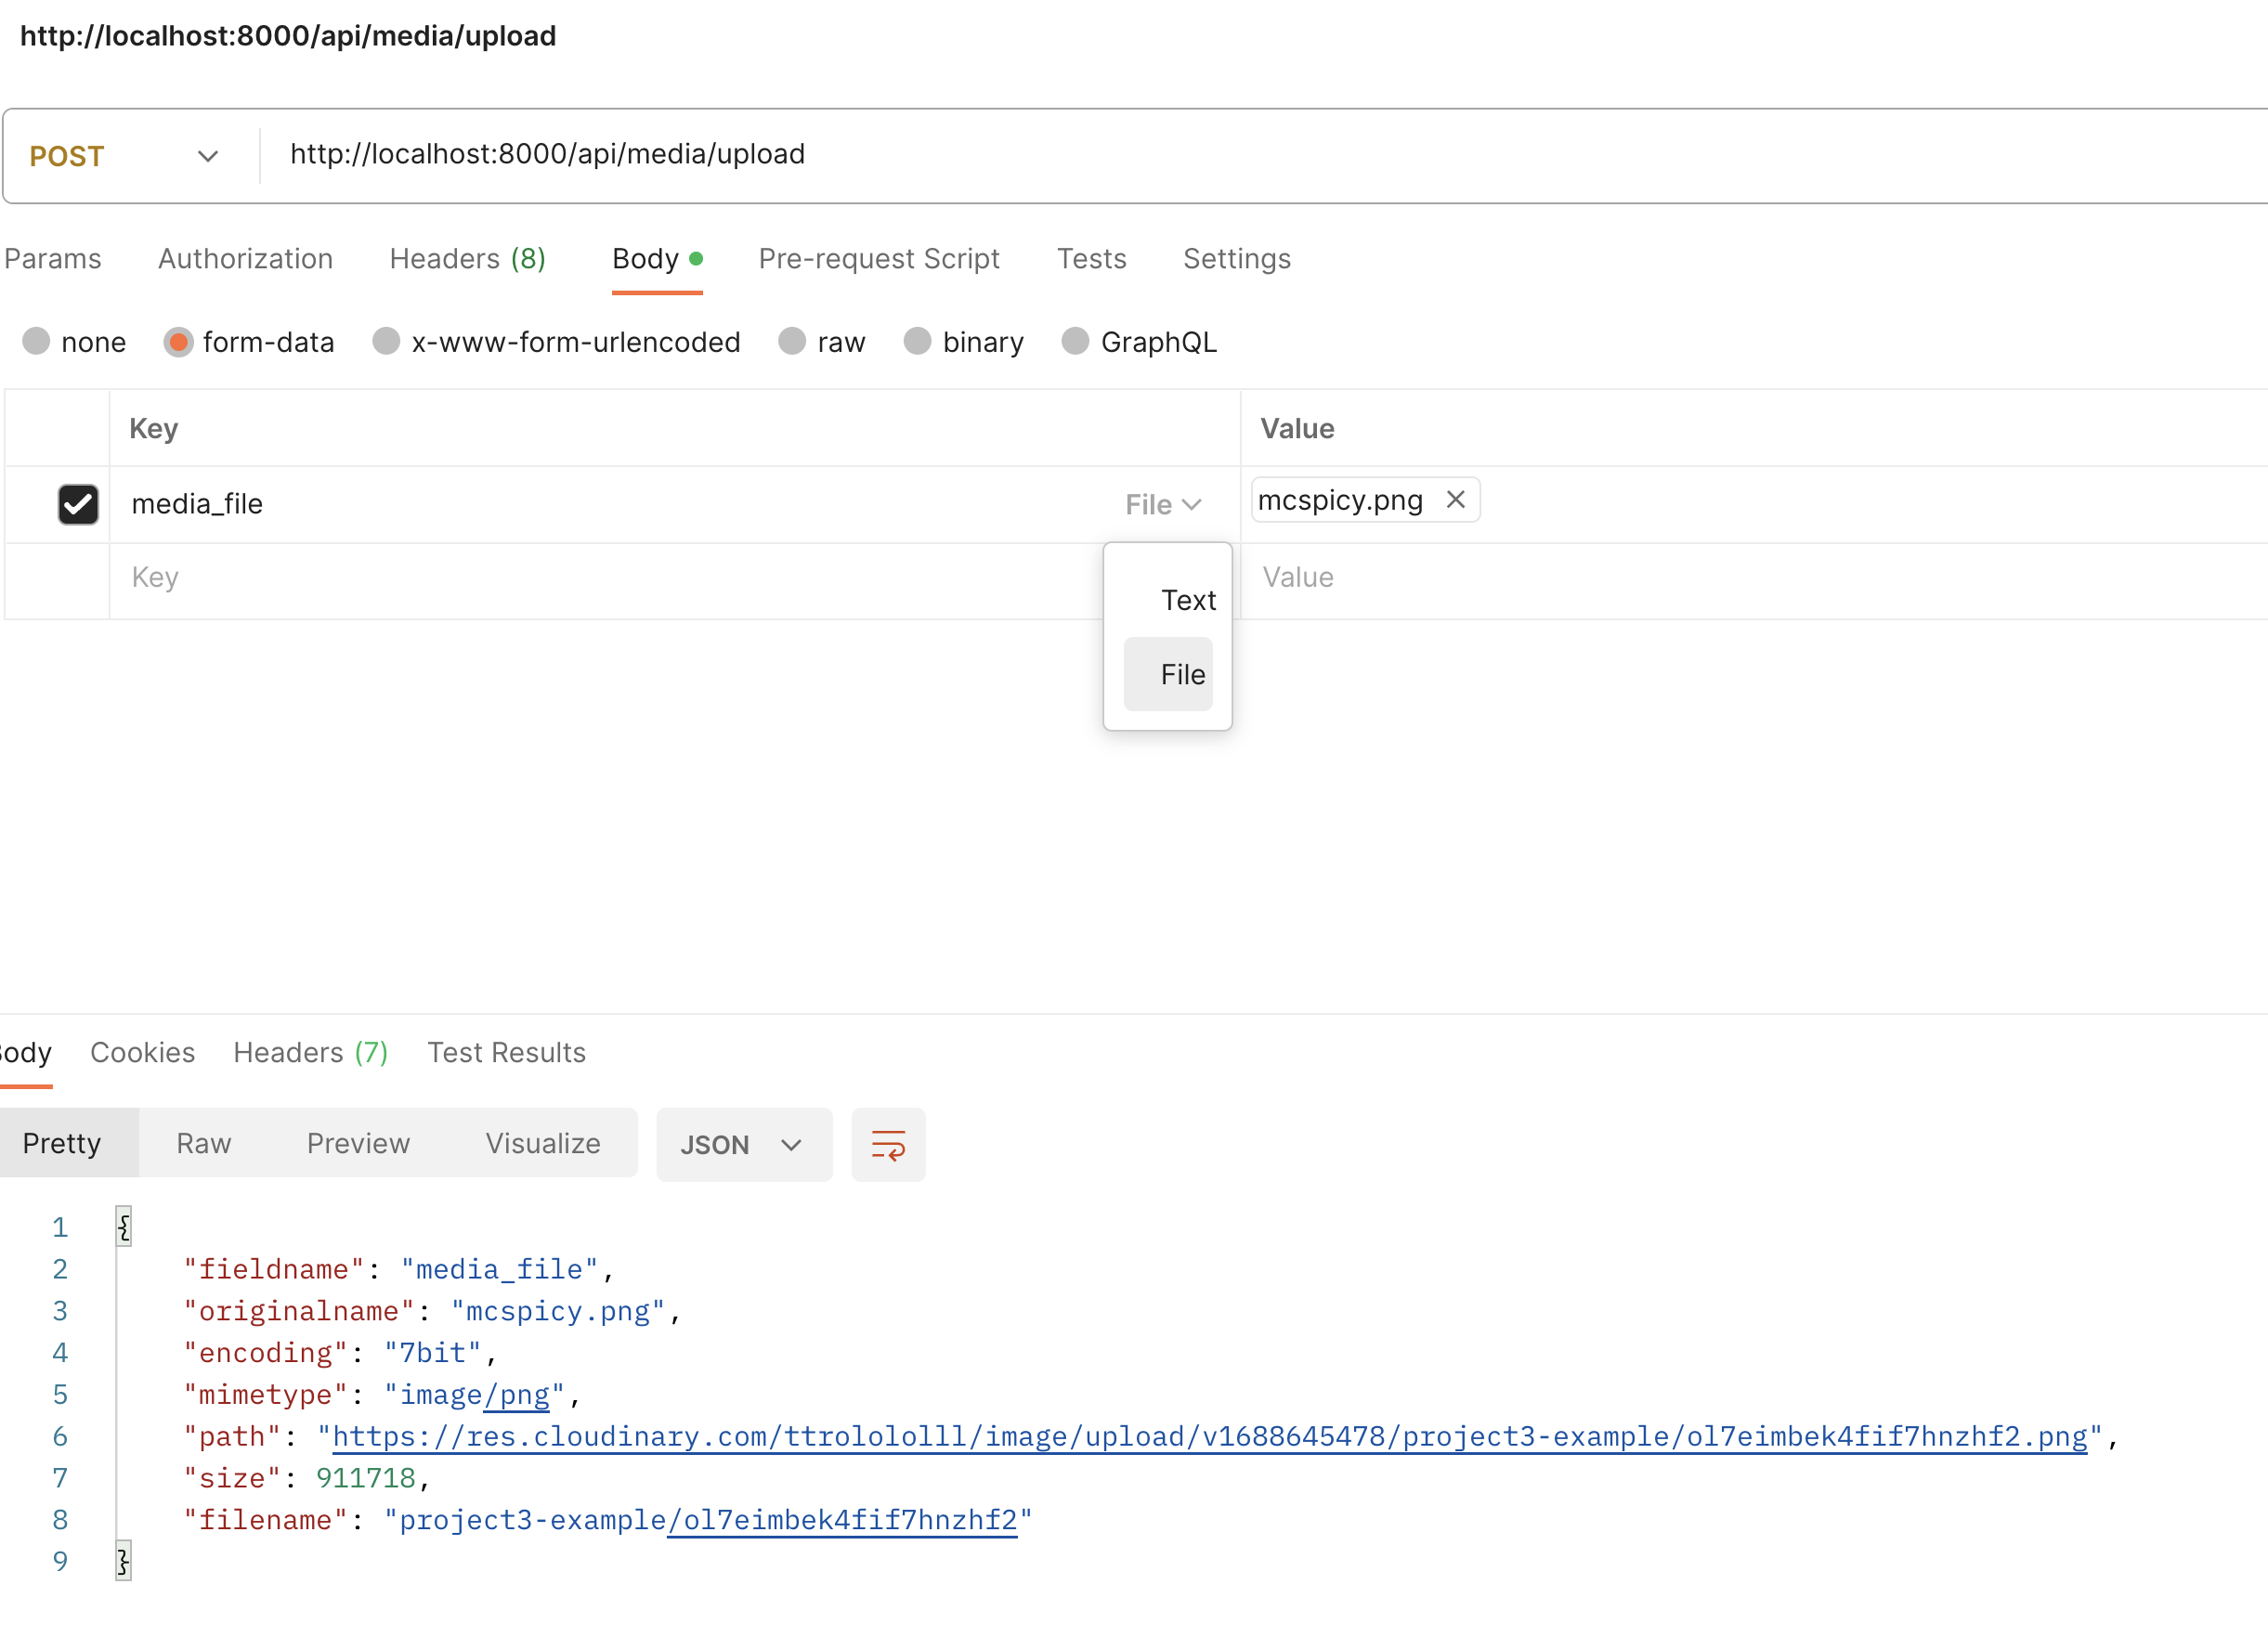 http://localhost:8000/api/media/upload
POST http://localhost:8000/api/media/upload
Params Authorization Headers (8) Body Pre-request Script Tests Settings
none form-data x-www-form-urlencoded raw binary GraphQL
Key Value
media_file File mcspicy.png
Key Value
Text
File
Body Cookies Headers (7) Test Results
Pretty Raw Preview Visualize JSON
1 {
2 "fieldname": "media_file",
3 "originalname": "mcspicy.png",
4 "encoding": "7bit",
5 "mimetype": "image/png",
6 "path": "https://res.cloudinary.com/ttrolololll/image/upload/v1688645478/project3-example/ol7eimbek4fif7hnzhf2.png",
7 "size": 911718,
8 "filename": "project3-example/ol7eimbek4fif7hnzhf2"
9 }